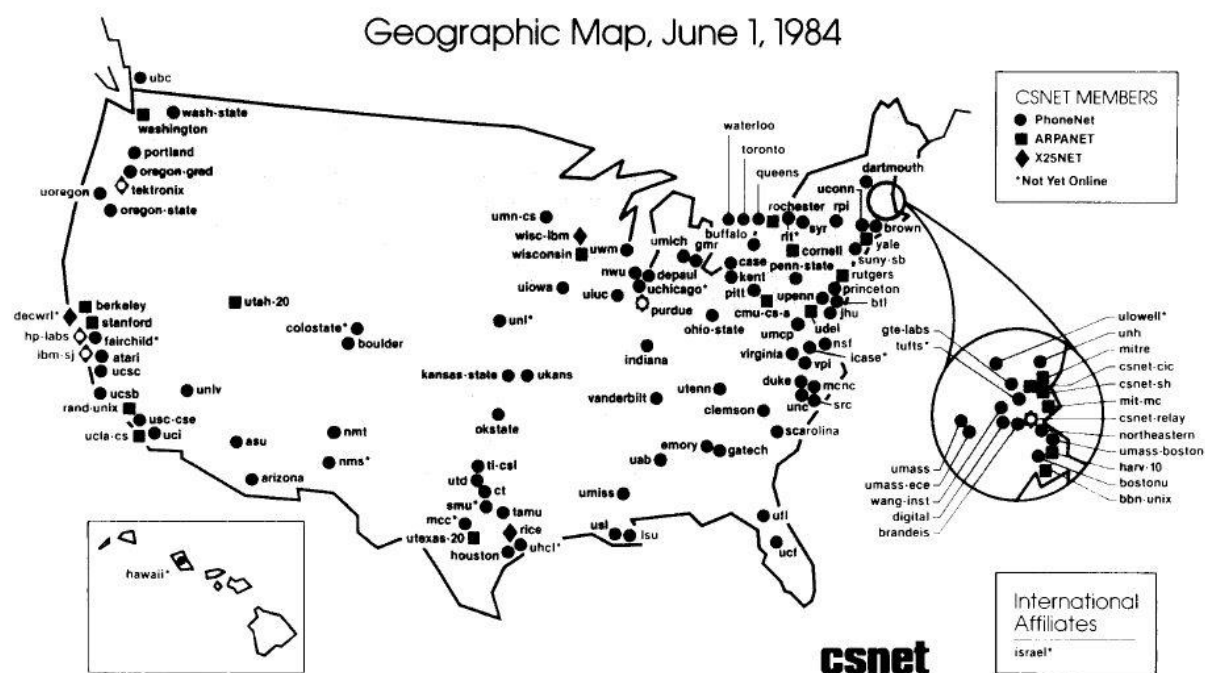 Geographic Map, June 1, 1984
CSNET MEMBERS
PhoneNet
ARPANET
X25NET
*Not Yet Online
ubc
wash-state
washington
portland
oregon-grad
tektronix
uoregon
oregon-state
berkeley
decwrl*
stanford
hp-labs
fairchild*
ibm-sj
atari
ucsc
ucsb
rand-unix
usc-cse
ucla-cs
uci
unlv
utah-20
colostate*
boulder
asu
arizona
nmt
nms*
umn-cs
wisc-ibm
wisconsin
uwm
nwu
depaul
uchicago*
uiowa
uiuc
purdue
unl*
indiana
kansas-state
ukans
vanderbilt
okstate
ti-csl
utd
ct
smu*
tamu
mcc*
rice
utexas-20
uhcl*
houston
usl
lsu
umiss
uab
emory
gatech
utenn
clemson
scarolina
ufl
ucf
waterloo
toronto
queens
rochester
rpi
buffalo
rit*
syr
umich
gmr
cornell
case
kent
penn-state
pitt
upenn
cmu-cs-a
ohio-state
udel
umcp
jhu
btl
princeton
rutgers
suny-sb
yale
brown
uconn
dartmouth
nsf
icase*
virginia
vpi
duke
mcnc
unc
src
gte-labs
tufts*
ulowell*
unh
mitre
csnet-cic
csnet-sh
mit-mc
csnet-relay
northeastern
umass-boston
harv-10
bostonu
bbn-unix
umass
umass-ece
wang-inst
digital
brandeis
hawaii*
csnet
International
Affiliates
israel*